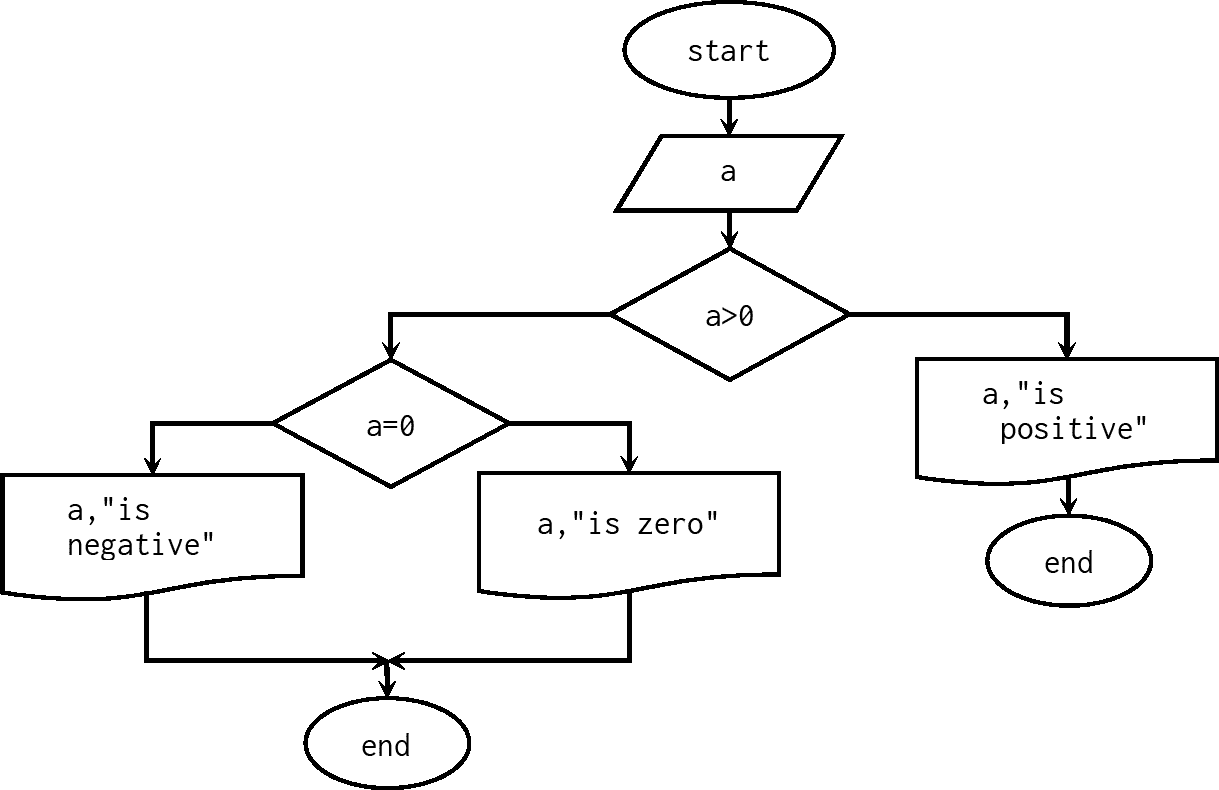 start
a
a>0
a=0
a,"is
positive"
a,"is
negative"
a,"is zero"
end
end